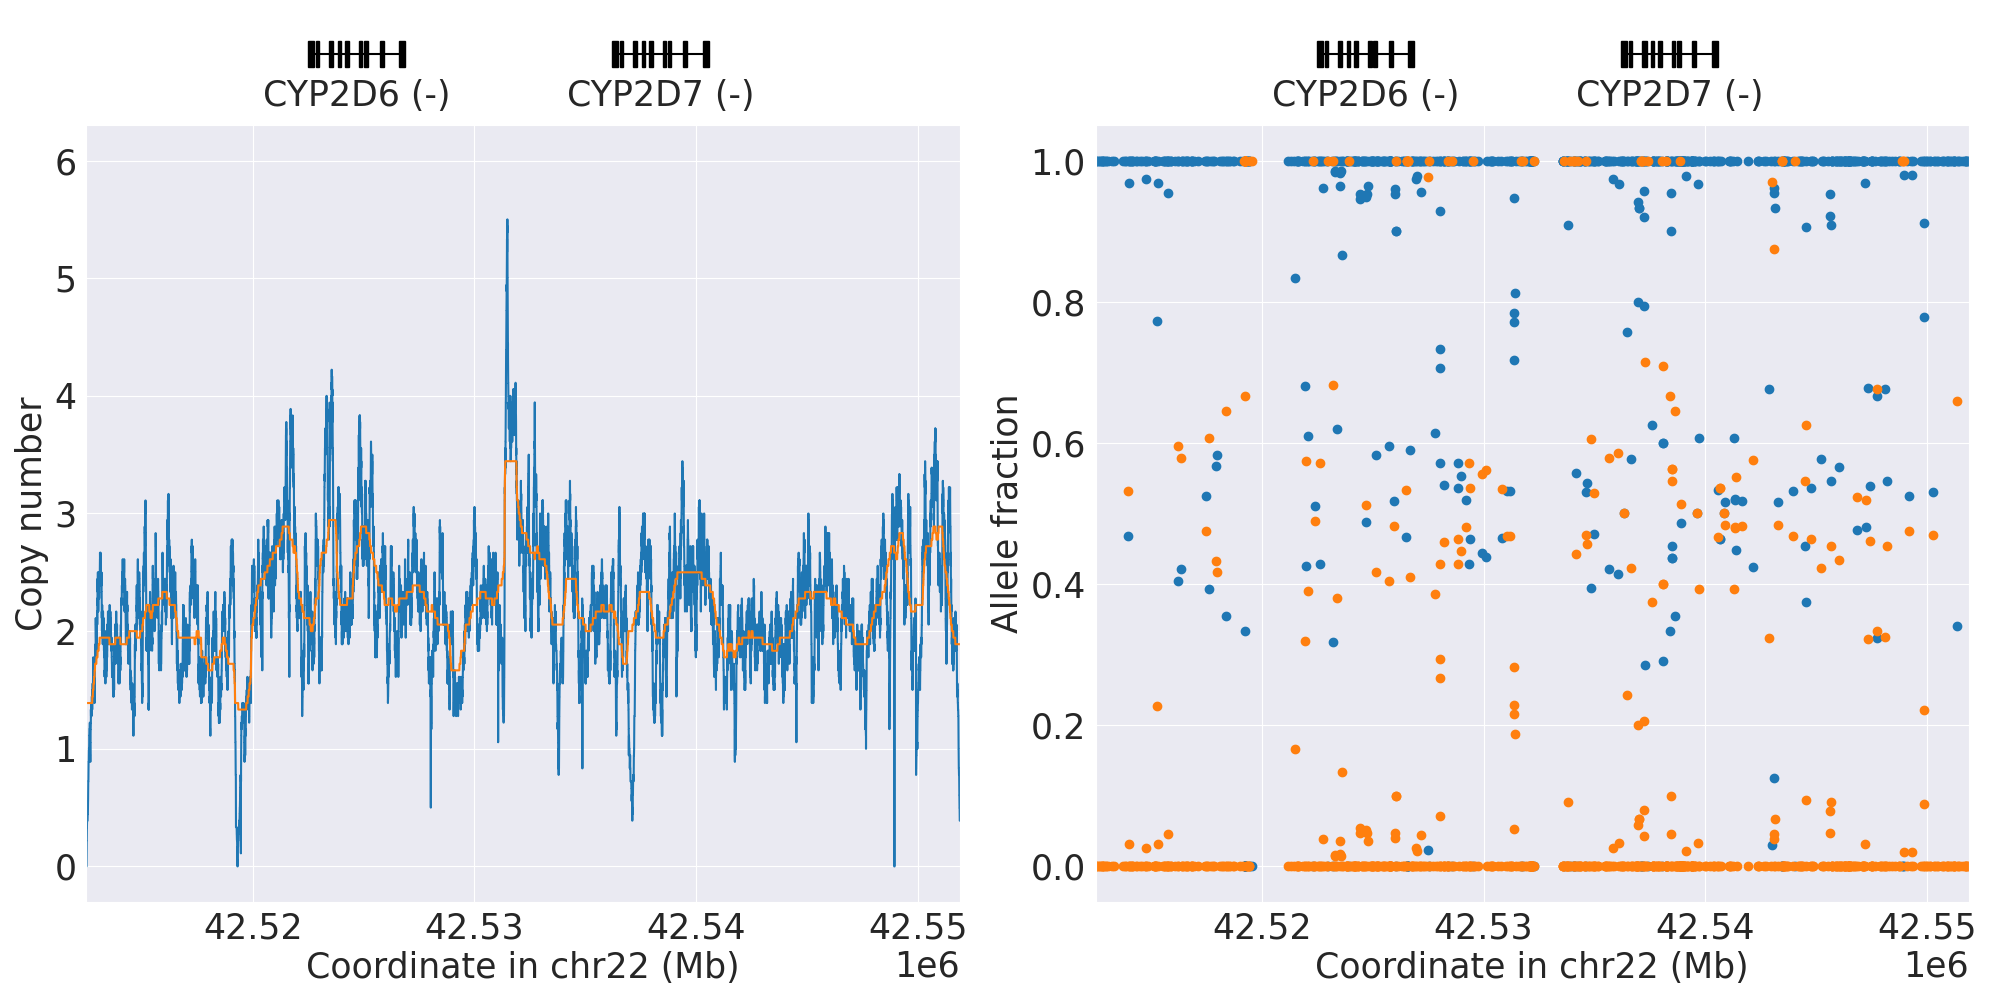 CYP2D6 (-)
CYP2D7 (-)
6
5
4
3
2
1
0
Copy number
42.52
42.53
42.54
42.55
Coordinate in chr22 (Mb)
1e6
CYP2D6 (-)
CYP2D7 (-)
1.0
0.8
0.6
0.4
0.2
0.0
Allele fraction
42.52
42.53
42.54
42.55
Coordinate in chr22 (Mb)
1e6